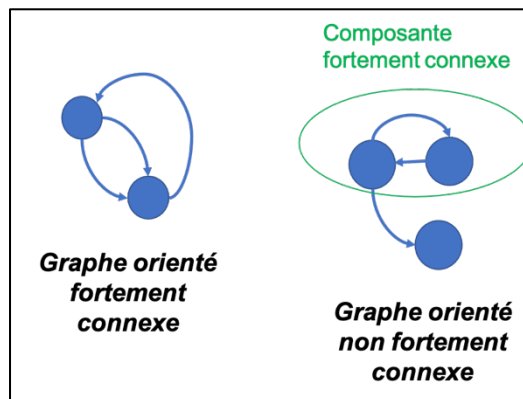 Composante
fortement connexe
Graphe orienté
fortement
connexe
Graphe orienté
non fortement
connexe